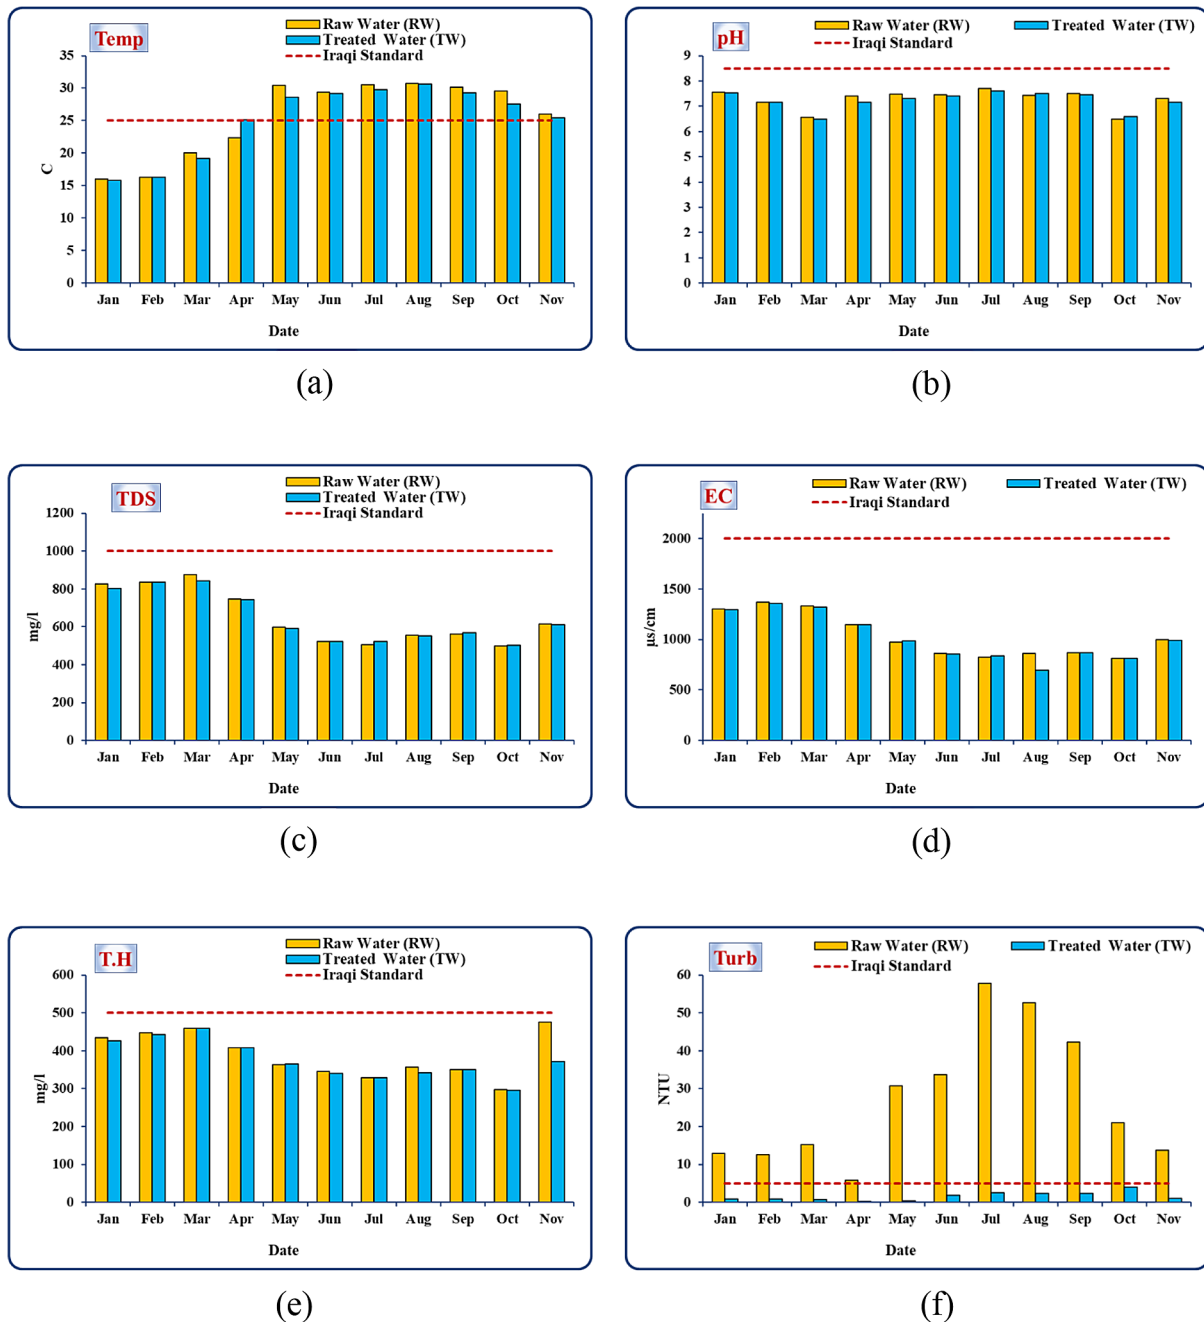 Temp
Raw Water (RW)
Treated Water (TW)
Iraqi Standard
35
30
25
20
15
10
5
0
C
Jan Feb Mar Apr May Jun Jul Aug Sep Oct Nov
Date
(a)
pH
Raw Water (RW) Treated Water (TW)
Iraqi Standard
9
8
7
6
5
4
3
2
1
0
Jan Feb Mar Apr May Jun Jul Aug Sep Oct Nov
Date
(b)
TDS
Raw Water (RW)
Treated Water (TW)
Iraqi Standard
1200
1000
800
600
400
200
0
mg/l
Jan Feb Mar Apr May Jun Jul Aug Sep Oct Nov
Date
(c)
EC
Raw Water (RW) Treated Water (TW)
Iraqi Standard
2000
1500
1000
500
0
µs/cm
Jan Feb Mar Apr May Jun Jul Aug Sep Oct Nov
Date
(d)
T.H
Raw Water (RW)
Treated Water (TW)
Iraqi Standard
600
500
400
300
200
100
0
mg/l
Jan Feb Mar Apr May Jun Jul Aug Sep Oct Nov
Date
(e)
Turb
Raw Water (RW) Treated Water (TW)
Iraqi Standard
60
50
40
30
20
10
0
NTU
Jan Feb Mar Apr May Jun Jul Aug Sep Oct Nov
Date
(f)